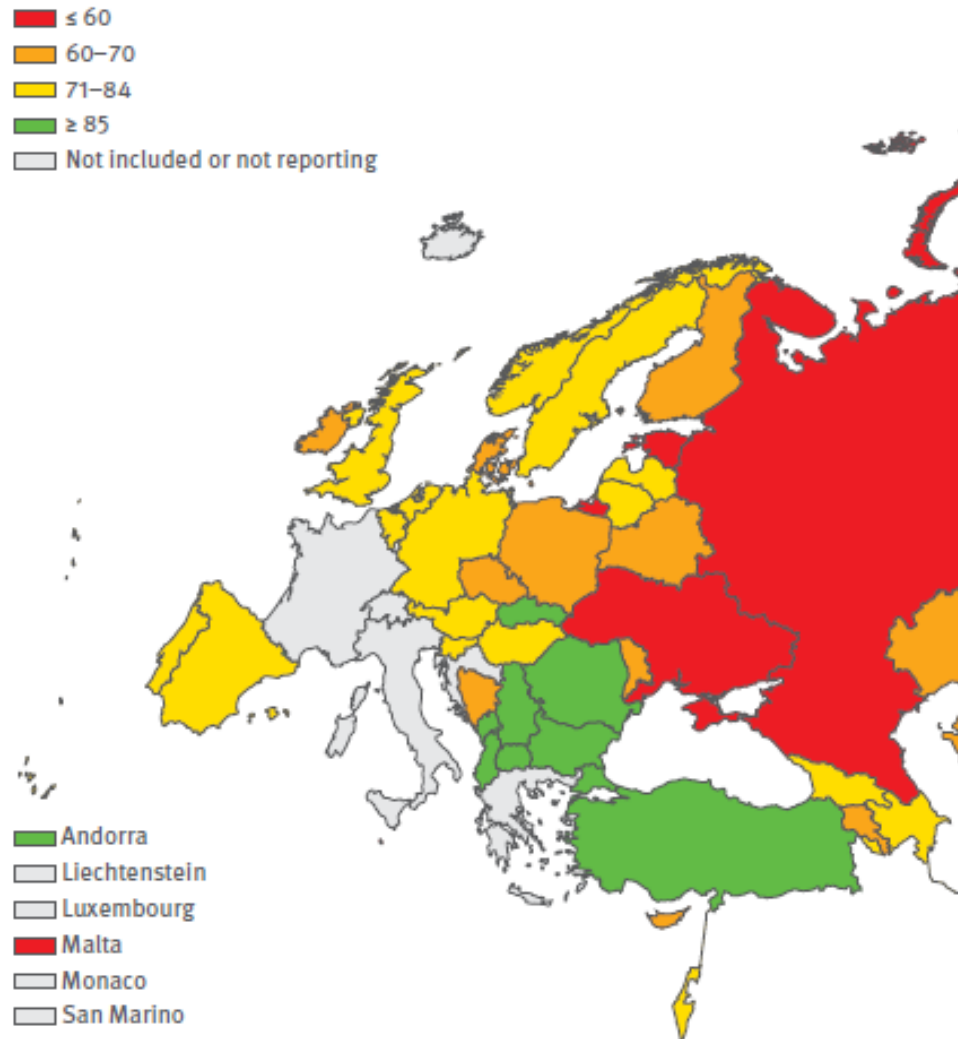 ≤ 60
60–70
71–84
≥ 85
Not included or not reporting
Andorra
Liechtenstein
Luxembourg
Malta
Monaco
San Marino